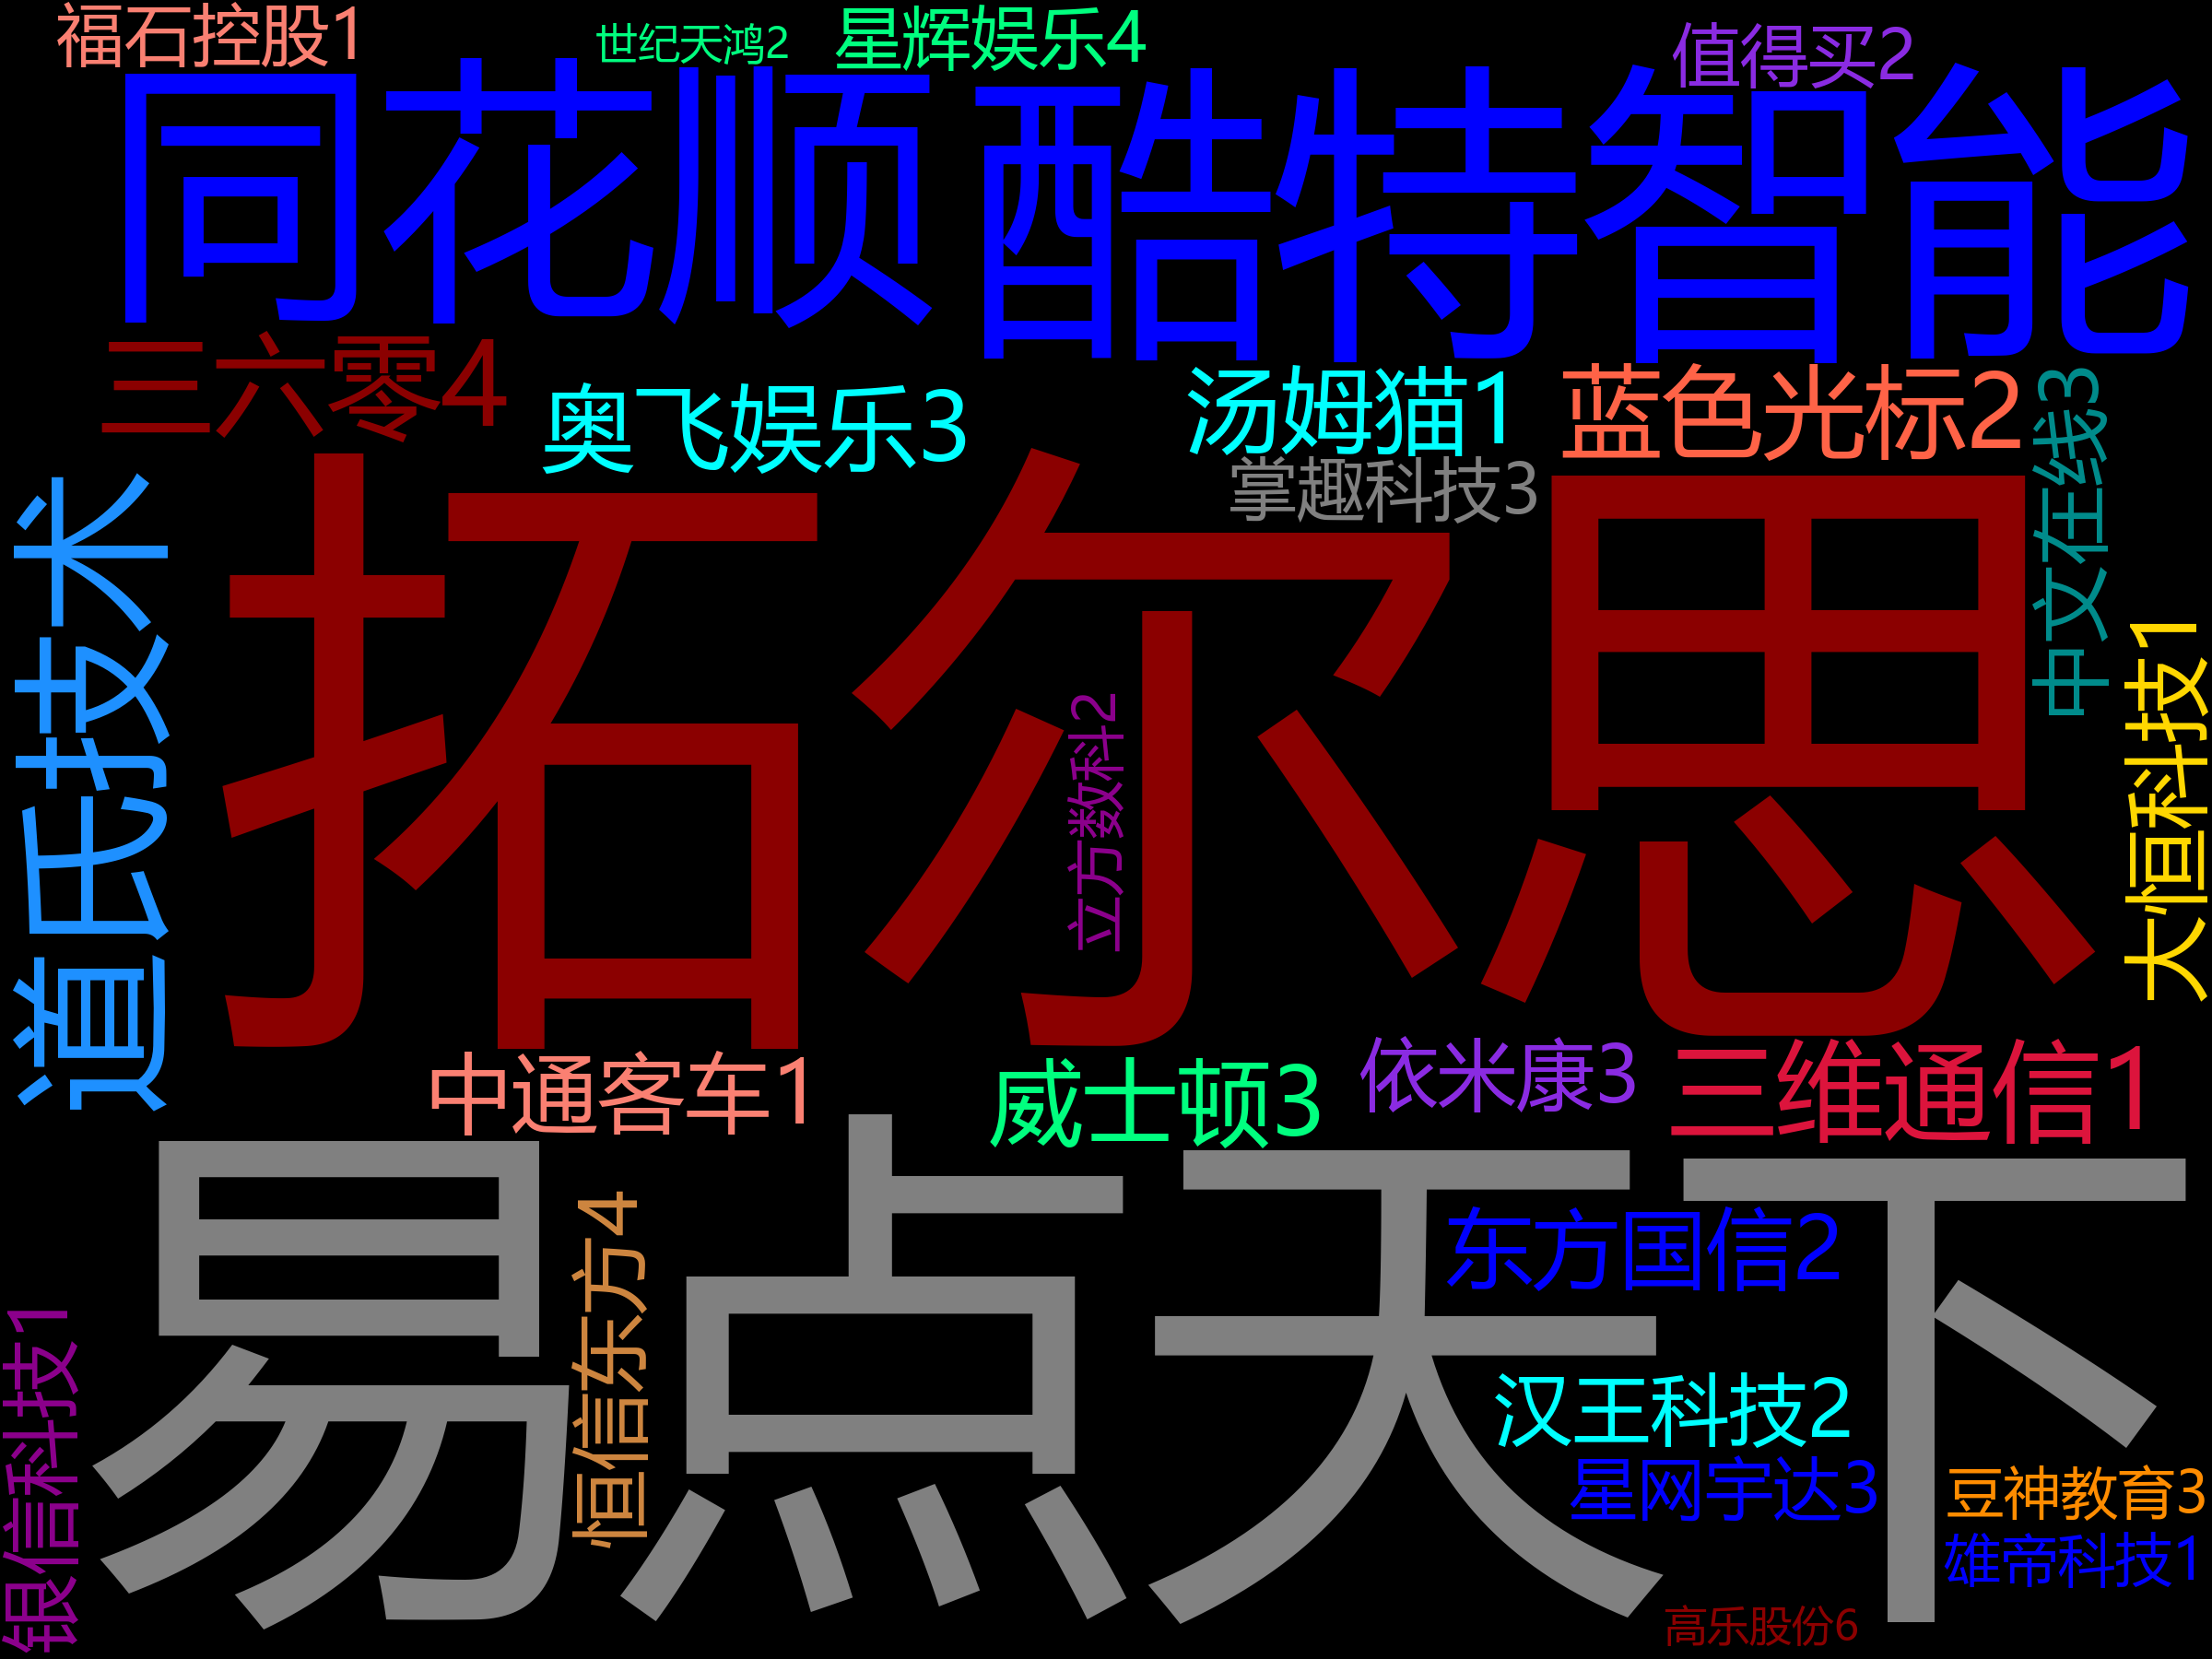 福石控股1
世纪天鸿2
星辉娱乐4
值得买2
同花顺
酷特智能
三六零4
奥飞娱乐3
汤姆猫1
蓝色光标2
掌趣科技3
中文在线3
道氏技术
拓尔思
立方数科2
太恒科技1
中通客车1
威士顿3
依米康3
三维通信1
易点天下
恒信东方4
东方国信2
汉王科技2
星网宇达3
豆神教育3
维帝科技1
银信科技1
高乐股份6